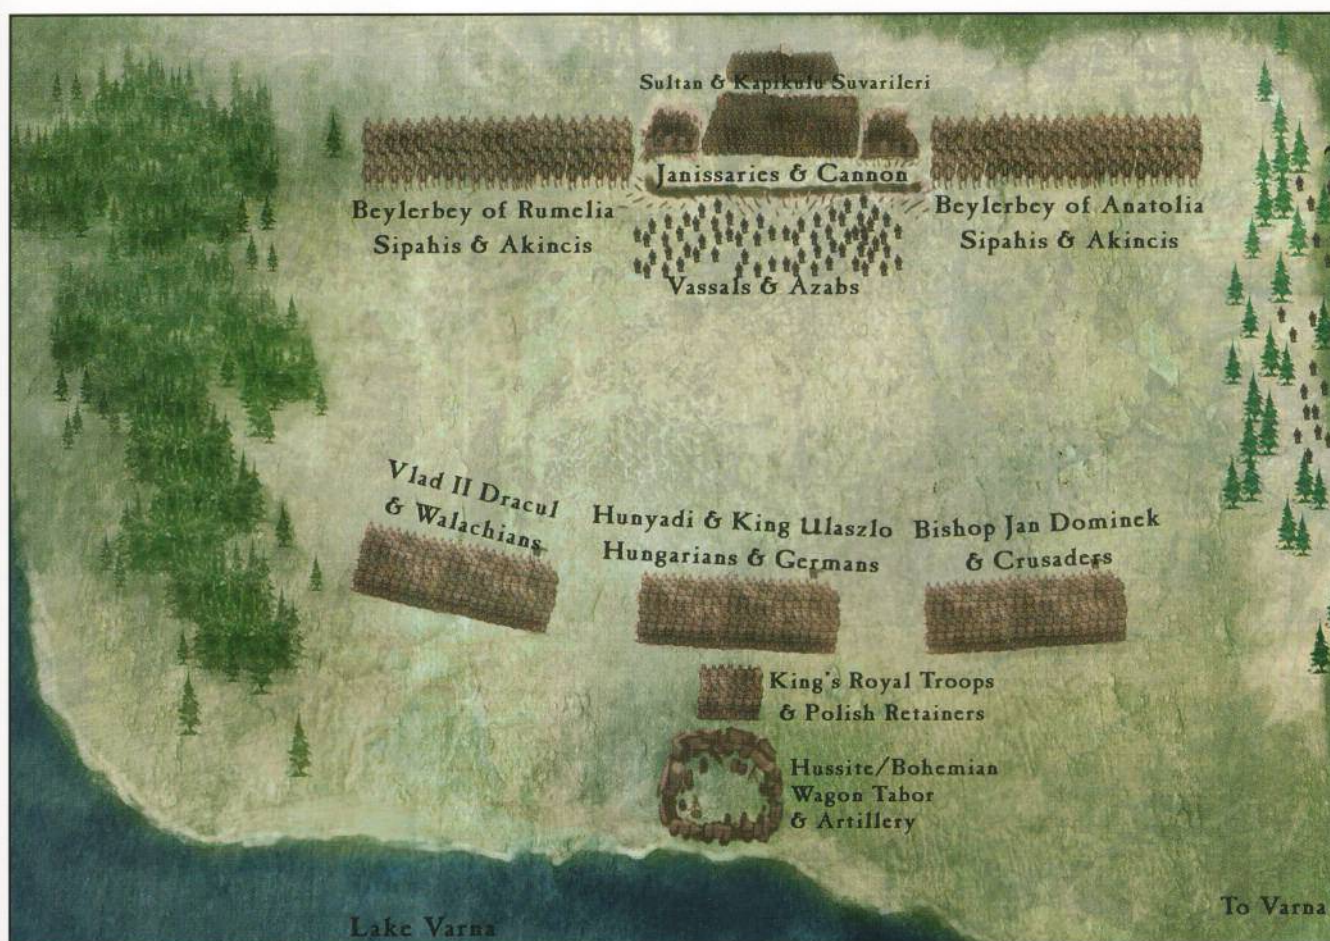 Sultan & Kapikulu Suvarileri
Janissaries & Cannon
Beylerbey of Rumelia
Sipahis & Akincis
Beylerbey of Anatolia
Sipahis & Akincis
Vassals & Azabs
Vlad II Dracul
& Walachians
Hunyadi & King Ulaszlo
Hungarians & Germans
Bishop Jan Dominek
& Crusaders
King's Royal Troops
& Polish Retainers
Hussite/Bohemian
Wagon Tabor
& Artillery
To Varna
Lake Varna